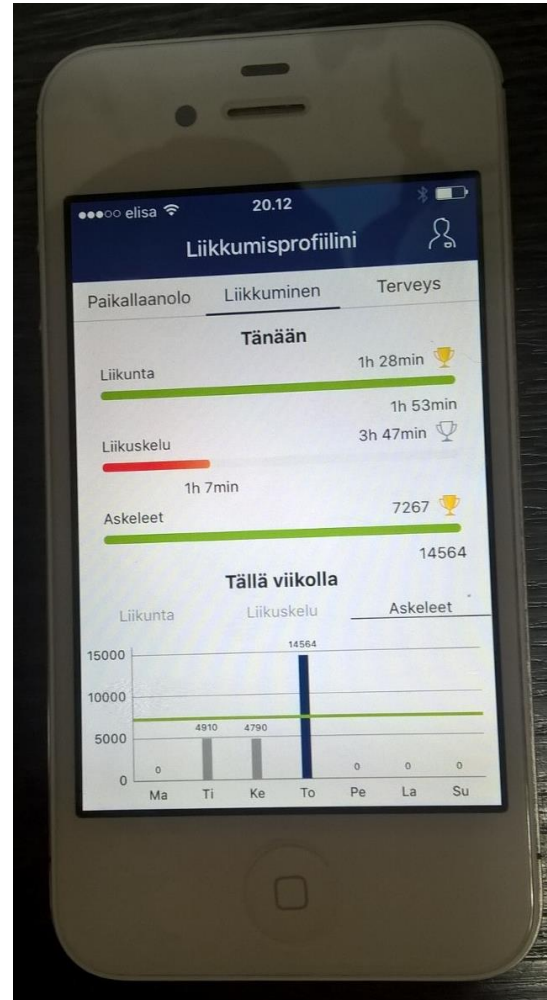 elisa 20.12
Liikkumisprofiilini
Paikallaanolo Liikkuminen Terveys
Tänään
Liikunta 1h 28min
1h 53min
Liikuskelu 3h 47min
1h 7min
Askeleet 7267
14564
Tällä viikolla
Liikunta Liikuskelu Askeleet
14564
15000
10000
4910 4790
5000
0 0 0 0
0
Ma Ti Ke To Pe La Su